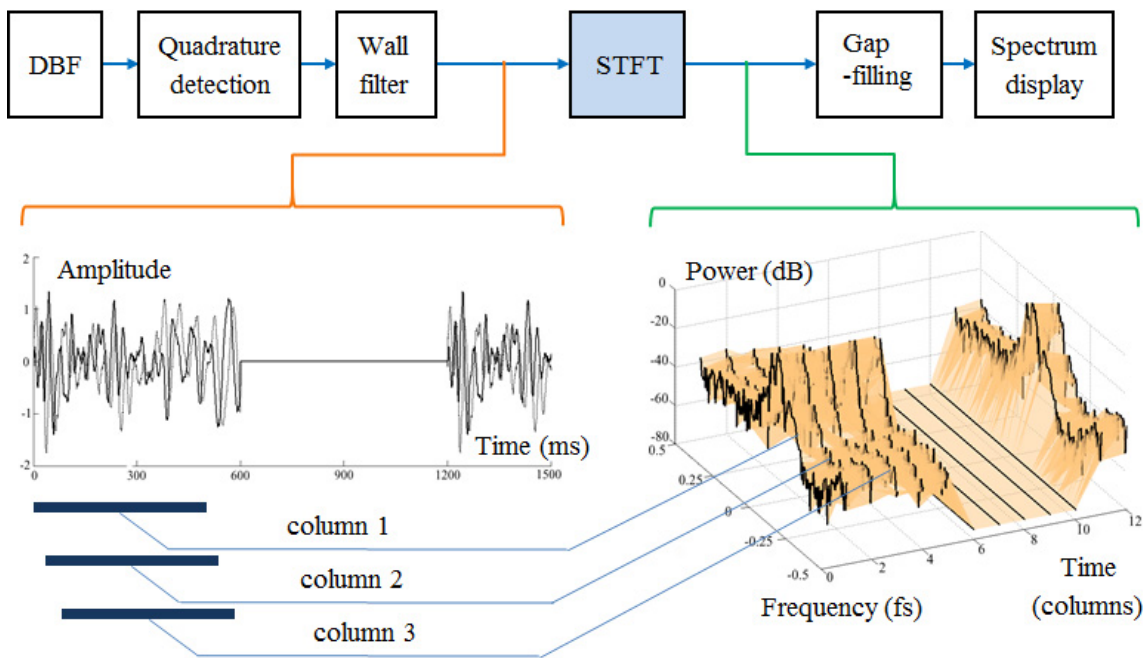 DBF
Quadrature
detection
Wall
filter
STFT
Gap
-filling
Spectrum
display
Amplitude
2
1
0
-1
-2
Time (ms)
0
300
600
900
1200
1500
column 1
column 2
column 3
Power (dB)
0
-20
-40
-60
-80
0.5
0.25
0
-0.25
-0.5
0
2
4
6
8
10
12
Frequency (fs)
Time
(columns)